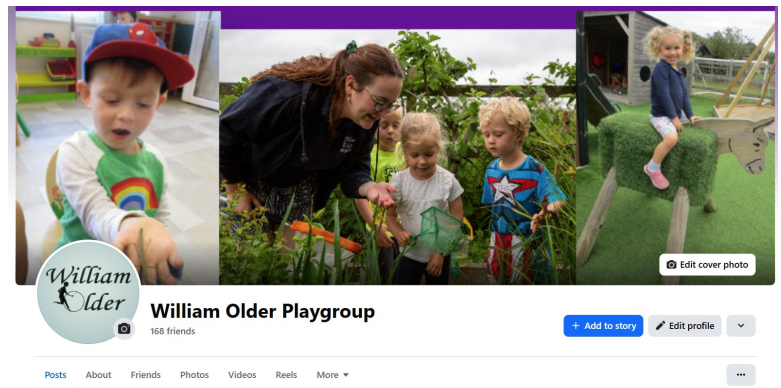 Edit cover photo
William
Older
William Older Playgroup
168 friends
+ Add to story
Edit profile
Posts
About
Friends
Photos
Videos
Reels
More